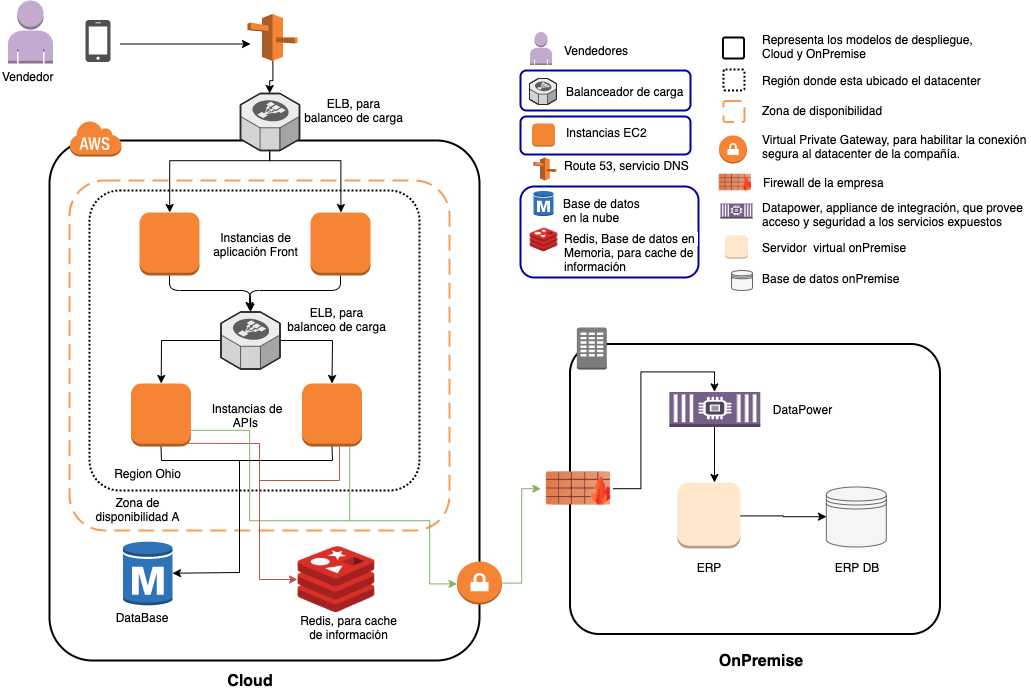 Vendedor
ELB, para
balanceo de carga
AWS
Instancias de
aplicación Front
ELB, para
balanceo de carga
Instancias de
APIs
Region Ohio
Zona de
disponibilidad A
M
DataBase
Redis, para cache
de información
Cloud
Vendedores
Balanceador de carga
Instancias EC2
Route 53, servicio DNS
M
Base de datos
en la nube
Redis, Base de datos en
Memoria, para cache de
información
Representa los modelos de despliegue,
Cloud y OnPremise
Región donde esta ubicado el datacenter
Zona de disponibilidad
Virtual Private Gateway, para habilitar la conexión
segura al datacenter de la compañía.
Firewall de la empresa
Datapower, appliance de integración, que provee
acceso y seguridad a los servicios expuestos
Servidor virtual onPremise
Base de datos onPremise
DataPower
ERP
ERP DB
OnPremise